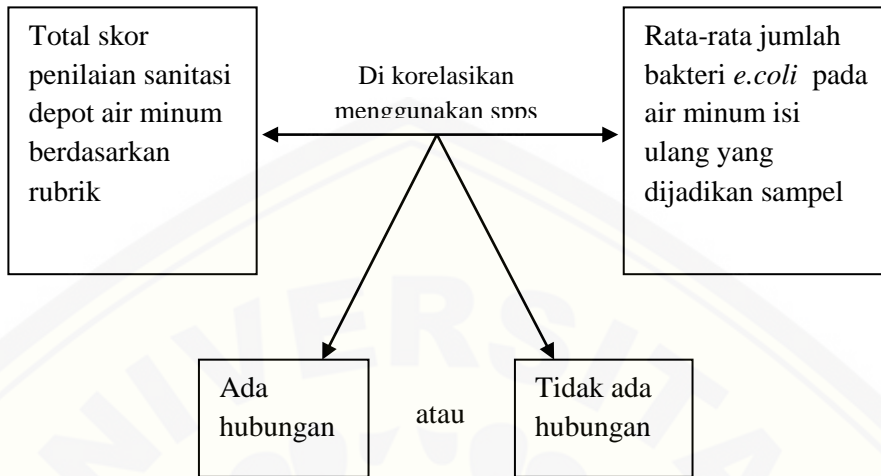 Total skor
penilaian sanitasi
depot air minum
berdasarkan
rubrik
Di korelasikan
menggunakan spps
Rata-rata jumlah
bakteri e.coli pada
air minum isi
ulang yang
dijadikan sampel
Ada
hubungan
atau
Tidak ada
hubungan
NIVERSITA